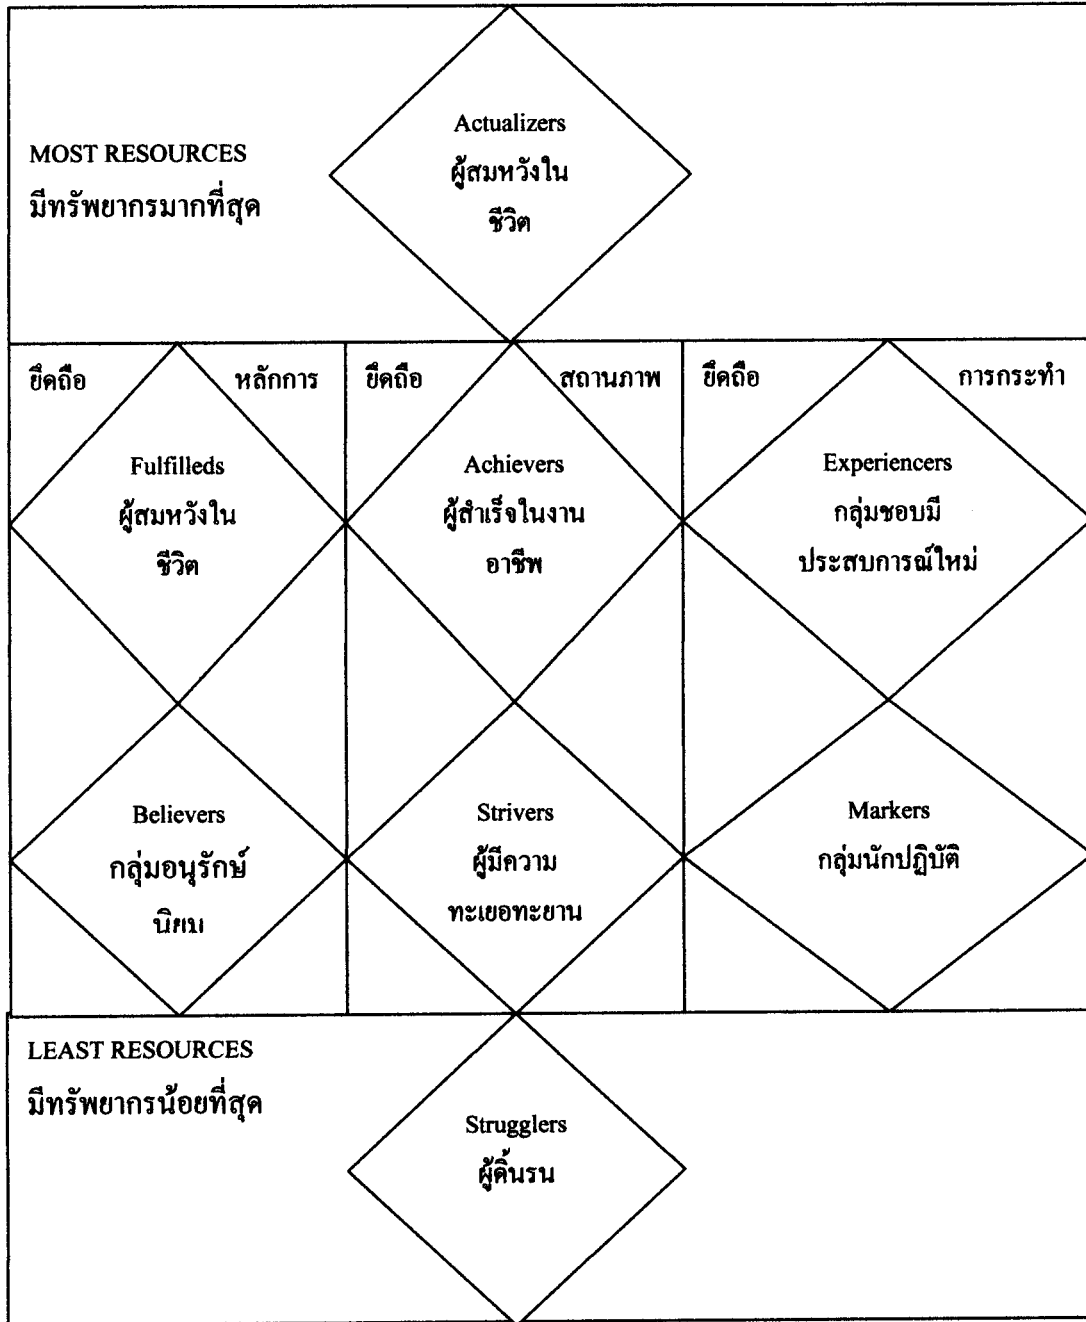 Actualizers
ผู้สมหวังใน
ชีวิต
MOST RESOURCES
มีทรัพยากรมากที่สุด
ยึดถือ หลักการ
Fulfilleds
ผู้สมหวังใน
ชีวิต
ยึดถือ สถานภาพ
Achievers
ผู้สำเร็จในงาน
อาชีพ
ยึดถือ การกระทำ
Experiencers
กลุ่มชอบมี
ประสบการณ์ใหม่
Believers
กลุ่มอนุรักษ์
นิยม
Strivers
ผู้มีความ
ทะเยอทะยาน
Markers
กลุ่มนักปฏิบัติ
LEAST RESOURCES
มีทรัพยากรน้อยที่สุด
Strugglers
ผู้ดิ้นรน